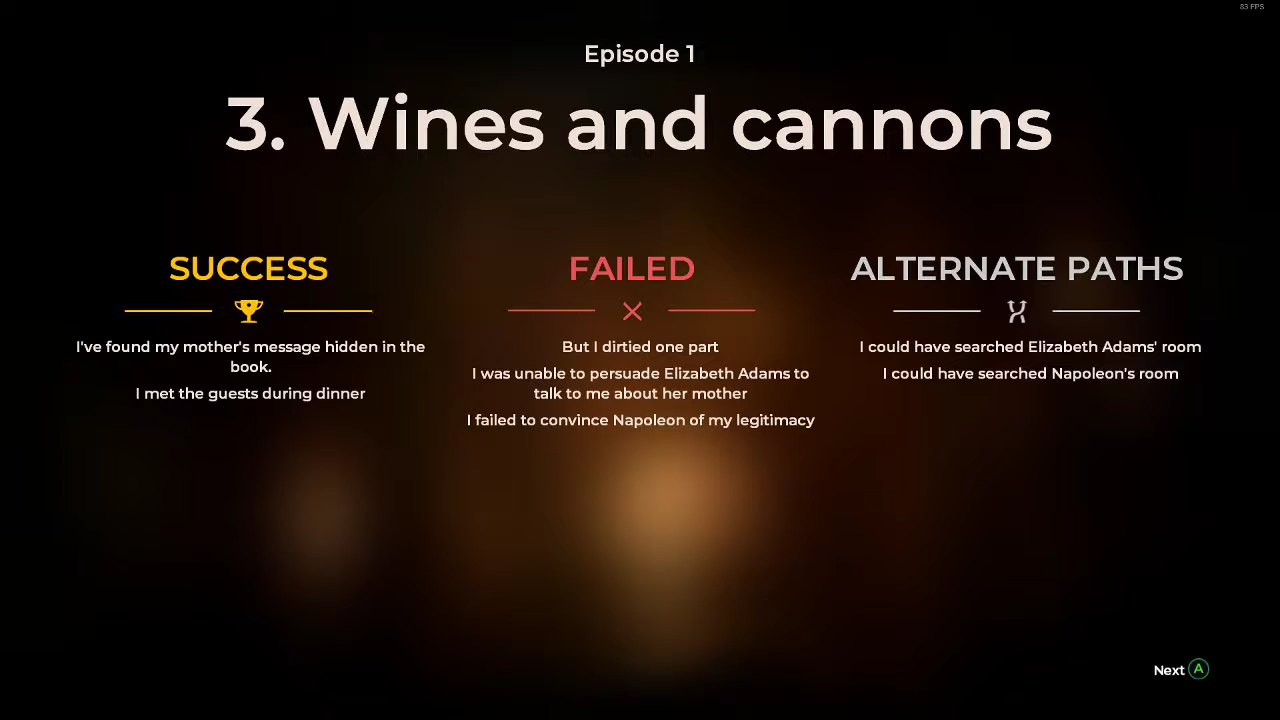 83 FPS
Episode 1
3. Wines and cannons
SUCCESS
I've found my mother's message hidden in the
book.
I met the guests during dinner
FAILED
But I dirtied one part
I was unable to persuade Elizabeth Adams to
talk to me about her mother
I failed to convince Napoleon of my legitimacy
ALTERNATE PATHS
I could have searched Elizabeth Adams' room
I could have searched Napoleon's room
Next A